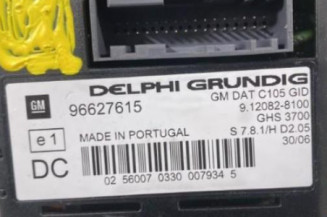 DELPHI GRUNDIG
GM DAT C105 GID
GM 96627615
9.12082-8100
GHS 3700
e1 MADE IN PORTUGAL
S 7.8.1/H D2.05
30/06
DC
02 56007 0330 007934 5